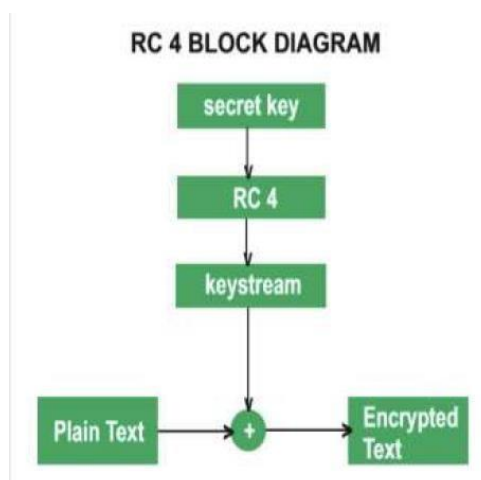 RC 4 BLOCK DIAGRAM
secret key
RC 4
keystream
Plain Text
+
Encrypted
Text